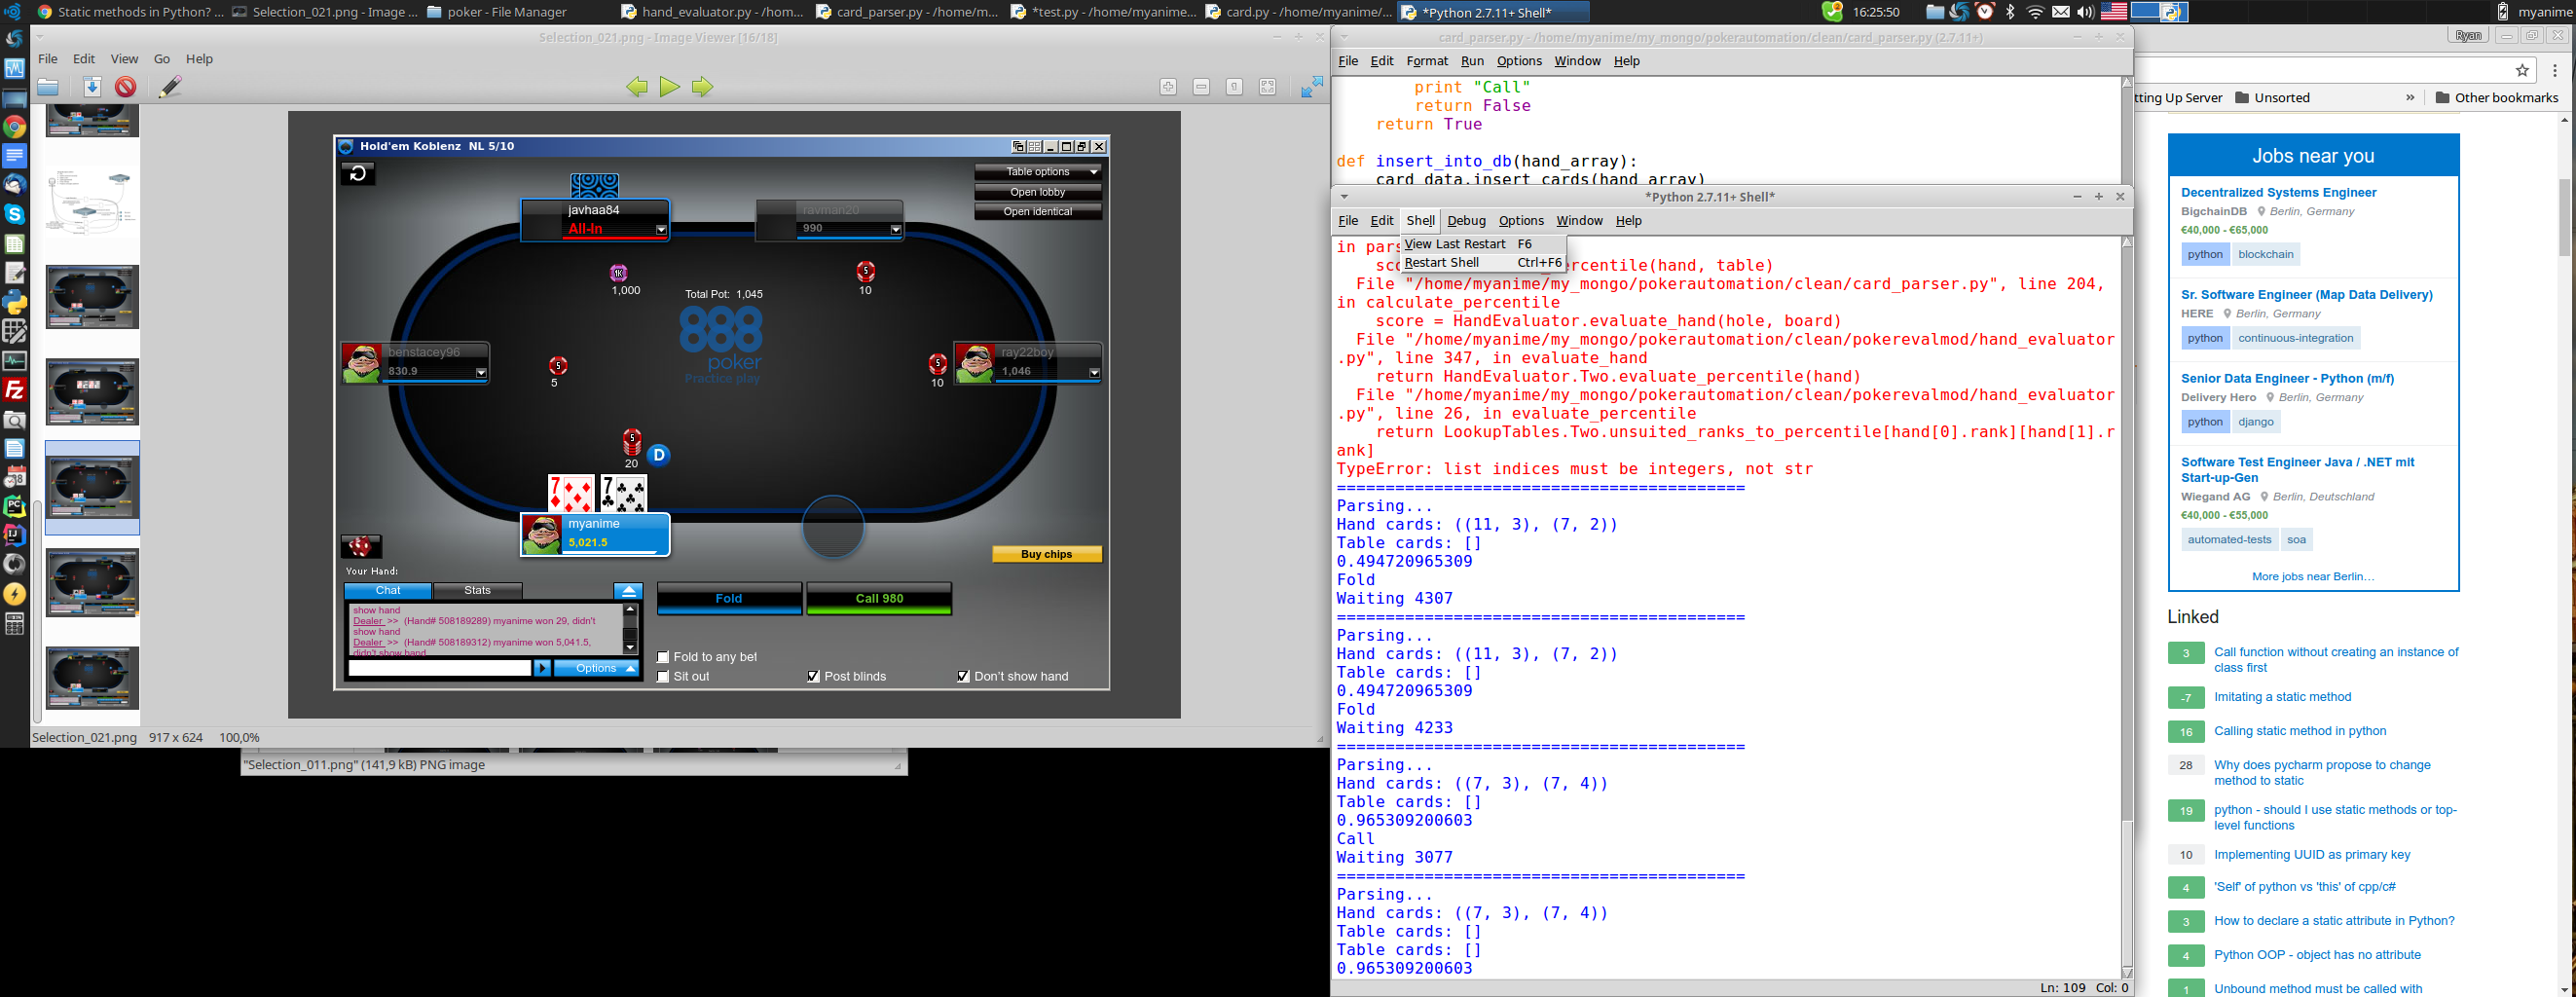 Static methods in Python? ...
Selection_021.png - Image ...
poker - File Manager
hand_evaluator.py - /hom...
card_parser.py - /home/m...
*test.py - /home/myanime...
card.py - /home/myanime/...
*Python 2.7.11+ Shell*
16:25:50
myanime
Selection_021.png - Image Viewer [16/18]
File Edit View Go Help
Hold'em Koblenz NL 5/10
Table options
Open lobby
Open identical
javhaa84
All-In
ravman20
990
1K
1,000
5
10
Total Pot: 1,045
888
poker
Practice play
benstacey96
830.9
5
5
5
10
ray22boy
1,046
5
20
D
7 7
myanime
5,021.5
Buy chips
Your Hand:
Chat
Stats
Fold
Call 980
show hand
Dealer >> (Hand# 508189289) myanime won 29, didn't
show hand
Dealer >> (Hand# 508189312) myanime won 5,041.5,
didn't show hand
Options
Fold to any bet
Sit out
Post blinds
Don't show hand
Selection_021.png 917 x 624 100,0%
"Selection_011.png" (141,9 kB) PNG image
card_parser.py - /home/myanime/my_mongo/pokerautomation/clean/card_parser.py (2.7.11+)
File Edit Format Run Options Window Help
print "Call"
return False
return True
def insert_into_db(hand_array):
card_data.insert_cards(hand_array)
*Python 2.7.11+ Shell*
File Edit Shell Debug Options Window Help
View Last Restart F6
Restart Shell Ctrl+F6
in pars
sco
percentile(hand, table)
File "/home/myanime/my_mongo/pokerautomation/clean/card_parser.py", line 204,
in calculate_percentile
score = HandEvaluator.evaluate_hand(hole, board)
File "/home/myanime/my_mongo/pokerautomation/clean/pokerevalmod/hand_evaluator
.py", line 347, in evaluate_hand
return HandEvaluator.Two.evaluate_percentile(hand)
File "/home/myanime/my_mongo/pokerautomation/clean/pokerevalmod/hand_evaluator
.py", line 26, in evaluate_percentile
return LookupTables.Two.unsuited_ranks_to_percentile[hand[0].rank][hand[1].r
ank]
TypeError: list indices must be integers, not str
==========================================
Parsing...
Hand cards: ((11, 3), (7, 2))
Table cards: []
0.494720965309
Fold
Waiting 4307
==========================================
Parsing...
Hand cards: ((11, 3), (7, 2))
Table cards: []
0.494720965309
Fold
Waiting 4233
==========================================
Parsing...
Hand cards: ((7, 3), (7, 4))
Table cards: []
0.965309200603
Call
Waiting 3077
==========================================
Parsing...
Hand cards: ((7, 3), (7, 4))
Table cards: []
Table cards: []
0.965309200603
Ln: 109 Col: 0
Ryan
tting Up Server
Unsorted
»
Other bookmarks
Jobs near you
Decentralized Systems Engineer
BigchainDB Berlin, Germany
€40,000 - €65,000
python blockchain
Sr. Software Engineer (Map Data Delivery)
HERE Berlin, Germany
python continuous-integration
Senior Data Engineer - Python (m/f)
Delivery Hero Berlin, Germany
python django
Software Test Engineer Java / .NET mit
Start-up-Gen
Wiegand AG Berlin, Deutschland
€40,000 - €55,000
automated-tests soa
More jobs near Berlin...
Linked
3 Call function without creating an instance of
class first
-7 Imitating a static method
16 Calling static method in python
28 Why does pycharm propose to change
method to static
19 python - should I use static methods or top-
level functions
10 Implementing UUID as primary key
4 'Self' of python vs 'this' of cpp/c#
3 How to declare a static attribute in Python?
4 Python OOP - object has no attribute
1 Unbound method must be called with